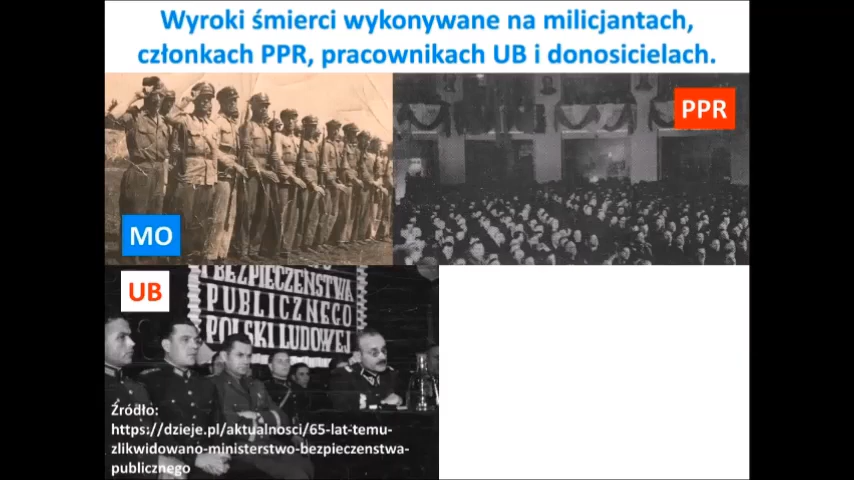 Wyroki śmierci wykonywane na milicjantach,
członkach PPR, pracownikach UB i donosicielach.
PPR
MO
UB
I BEZPIECZEŃSTWA
PUBLICZNEGO
POLSKI LUDOWEJ
Źródło:
https://dzieje.pl/aktualnosci/65-lat-temu-
zlikwidowano-ministerstwo-bezpieczenstwa-
publicznego